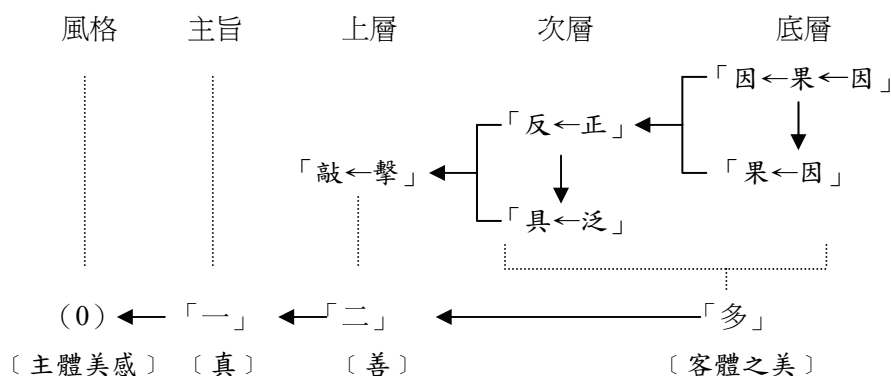 風格 主旨 上層 次層 底層
「因←果←因」
「反←正」
「敲←擊」 「果←因」
「具←泛」
(0) 「一」 「二」 「多」
﹝主體美感﹞ ﹝真﹞ ﹝善﹞ ﹝客體之美﹞